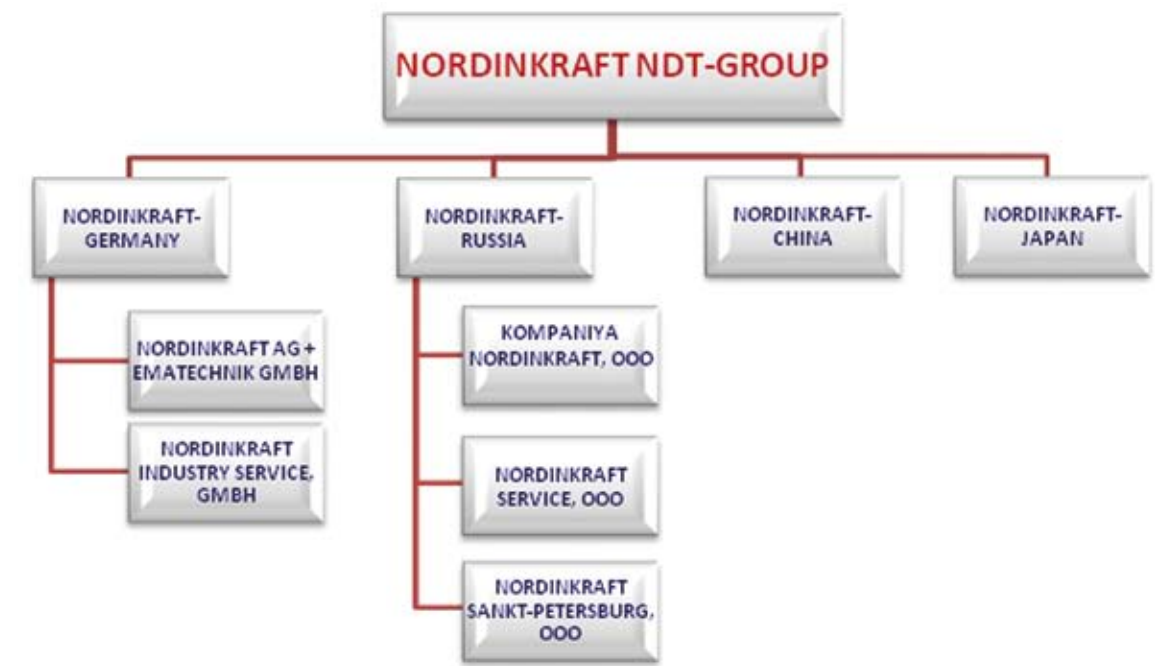 NORDINKRAFT NDT-GROUP
NORDINKRAFT-
GERMANY
NORDINKRAFT-
RUSSIA
NORDINKRAFT-
CHINA
NORDINKRAFT-
JAPAN
NORDINKRAFT AG +
EMATECHNIK GMBH
NORDINKRAFT
INDUSTRY SERVICE,
GMBH
KOMPANIYA
NORDINKRAFT, OOO
NORDINKRAFT
SERVICE, OOO
NORDINKRAFT
SANKT-PETERSBURG,
OOO